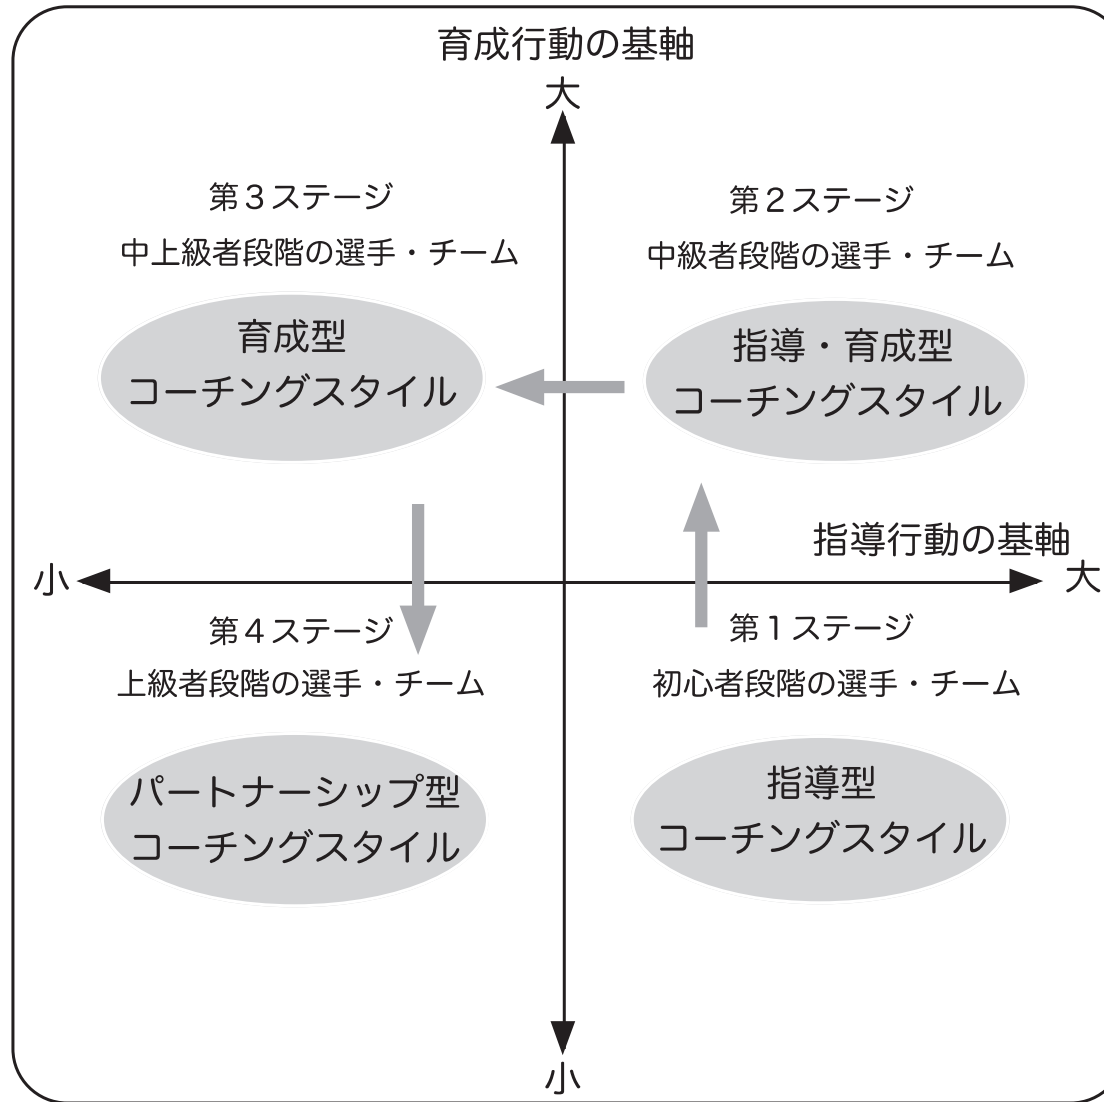 育成行動の基軸
大
第3ステージ
中上級者段階の選手・チーム
育成型
コーチングスタイル
第2ステージ
中級者段階の選手・チーム
指導・育成型
コーチングスタイル
指導行動の基軸
小
大
第4ステージ
上級者段階の選手・チーム
パートナーシップ型
コーチングスタイル
第1ステージ
初心者段階の選手・チーム
指導型
コーチングスタイル
小